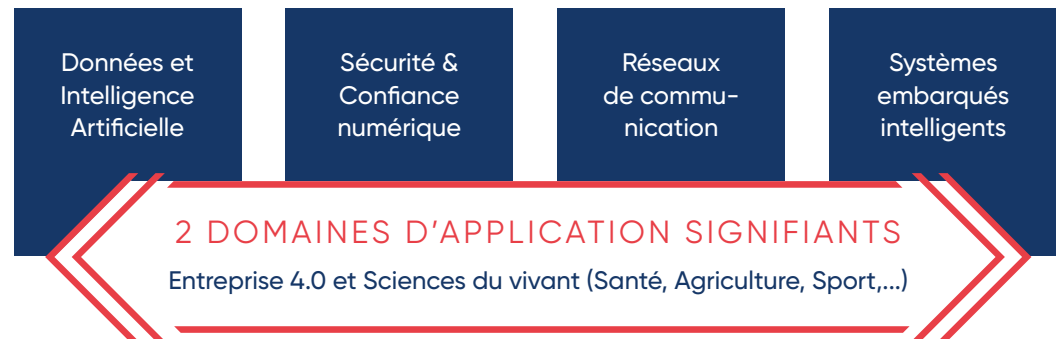 Données et
Intelligence
Artificielle
Sécurité &
Confiance
numérique
Réseaux
de commu-
nication
Systèmes
embarqués
intelligents
2 DOMAINES D'APPLICATION SIGNIFIANTS
Entreprise 4.0 et Sciences du vivant (Santé, Agriculture, Sport,...)